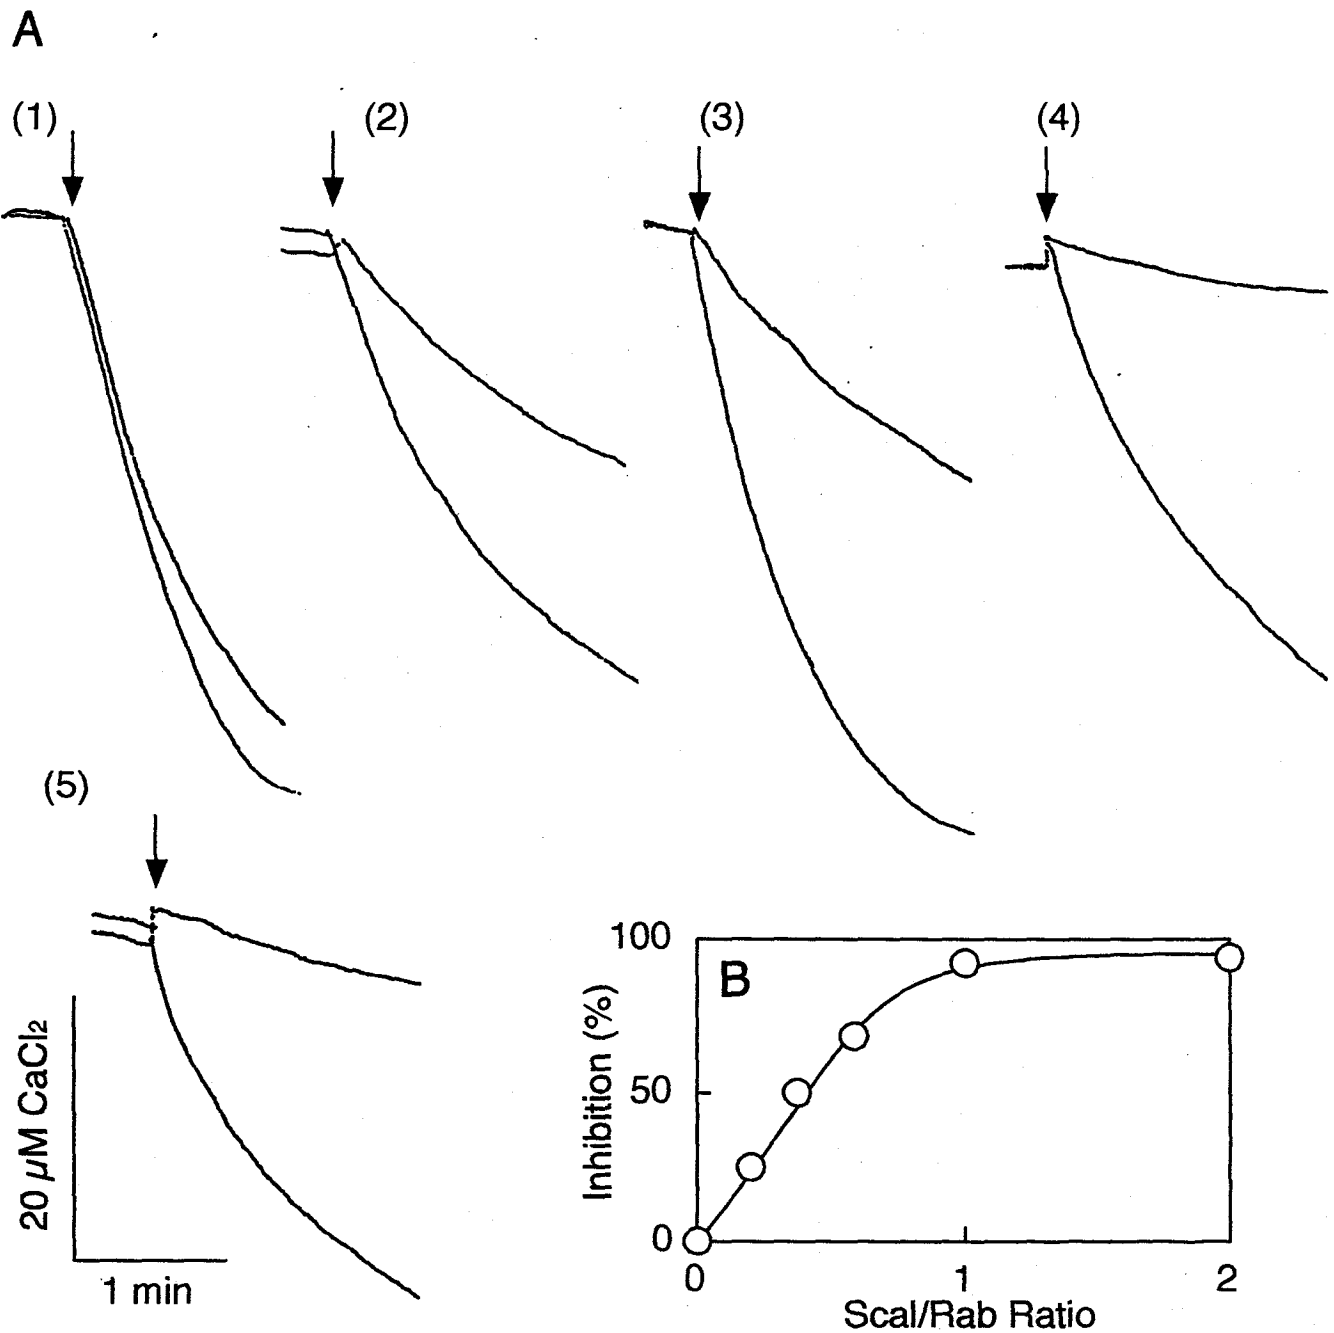 A
(1)
(2)
(3)
(4)
(5)
20 µM CaCl₂
1 min
B
Inhibition (%)
100
50
0
0
1
2
Scal/Rab Ratio